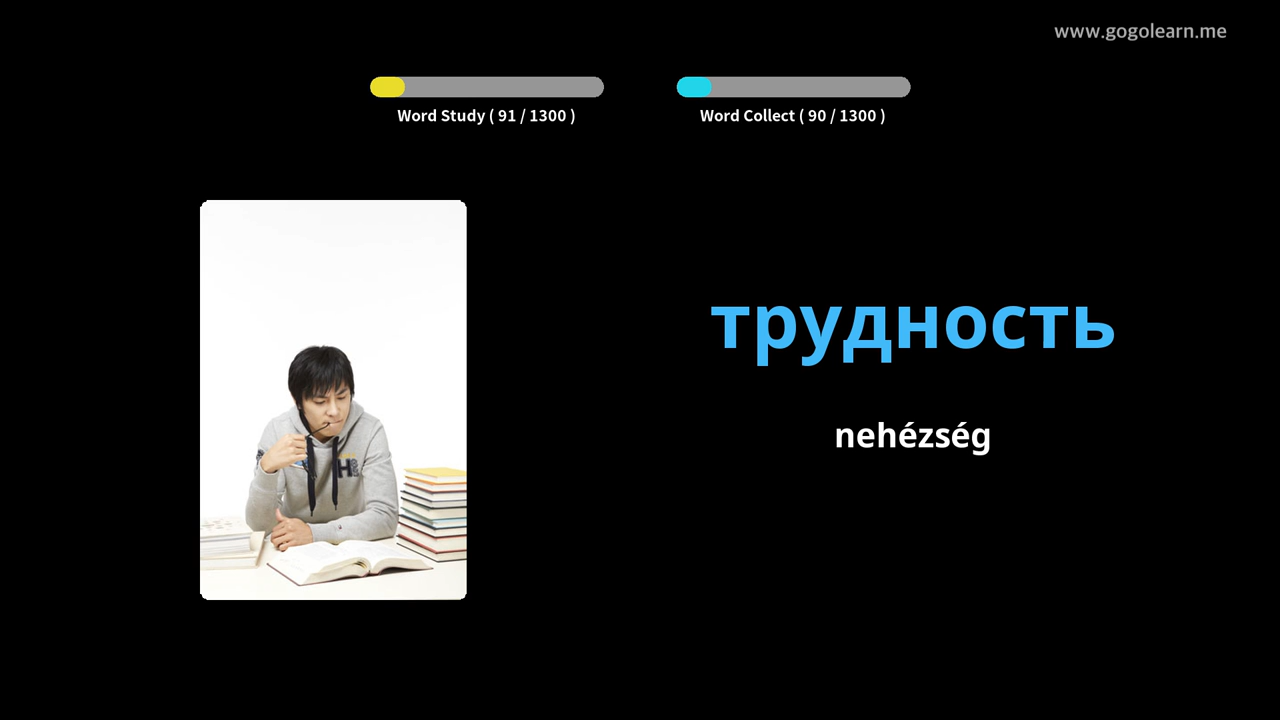 www.gogolearn.me
Word Study ( 91 / 1300 )
Word Collect ( 90 / 1300 )
трудность
nehézség
H